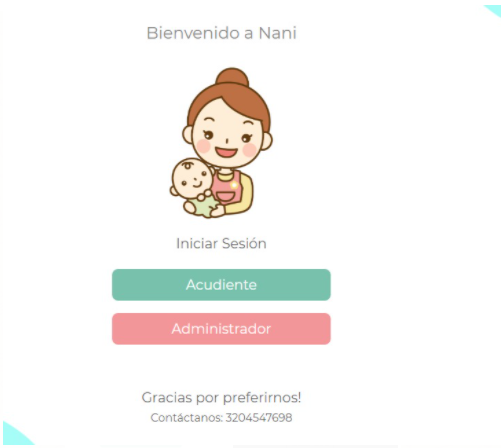 Bienvenido a Nani
Iniciar Sesión
Acudiente
Administrador
Gracias por preferirnos!
Contáctanos: 3204547698